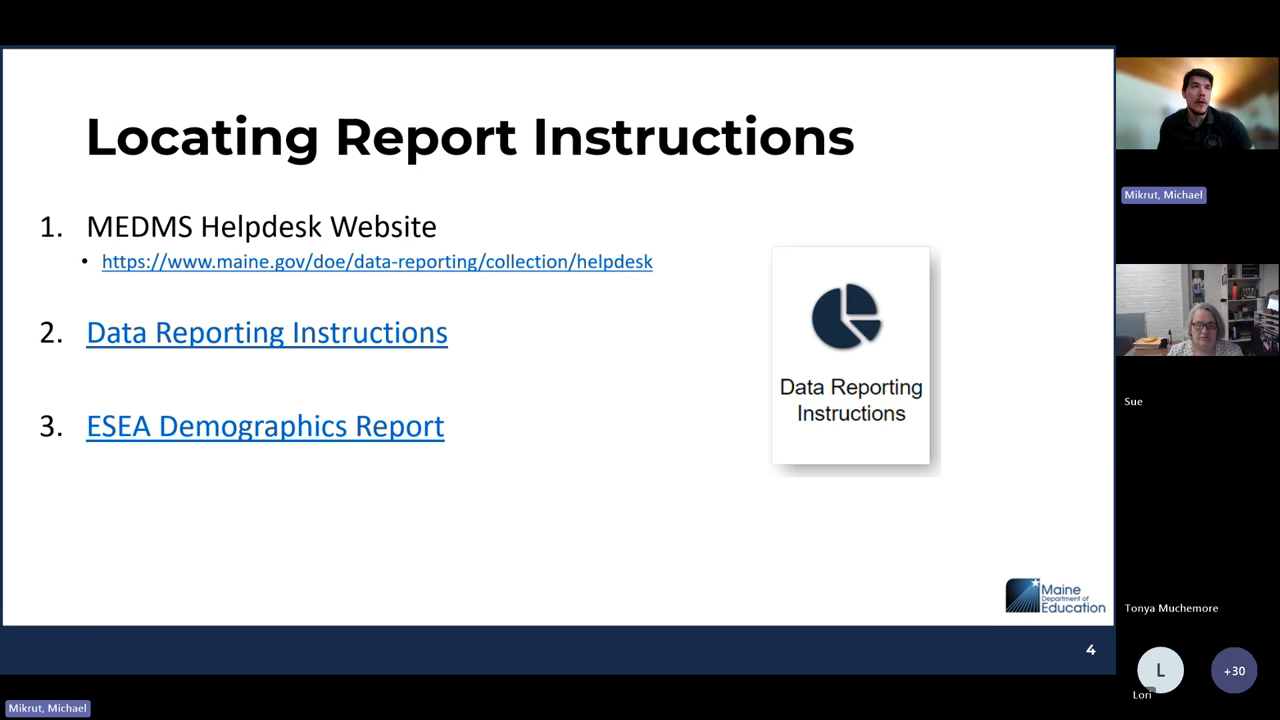 Locating Report Instructions
1. MEDMS Helpdesk Website
• https://www.maine.gov/doe/data-reporting/collection/helpdesk
2. Data Reporting Instructions
3. ESEA Demographics Report
Data Reporting
Instructions
Maine
Department of
Education
4
Mikrut, Michael
Sue
Tonya Muchemore
L
+30
Lori
Mikrut, Michael